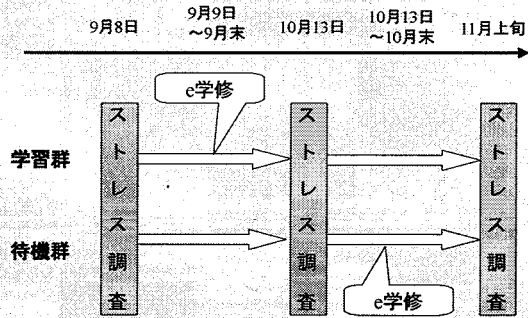 9月8日
9月9日
～9月末
10月13日
10月13日
～10月末
11月上旬
e学修
学習群
待機群
ストレス調査
ストレス調査
ストレス調査
e学修